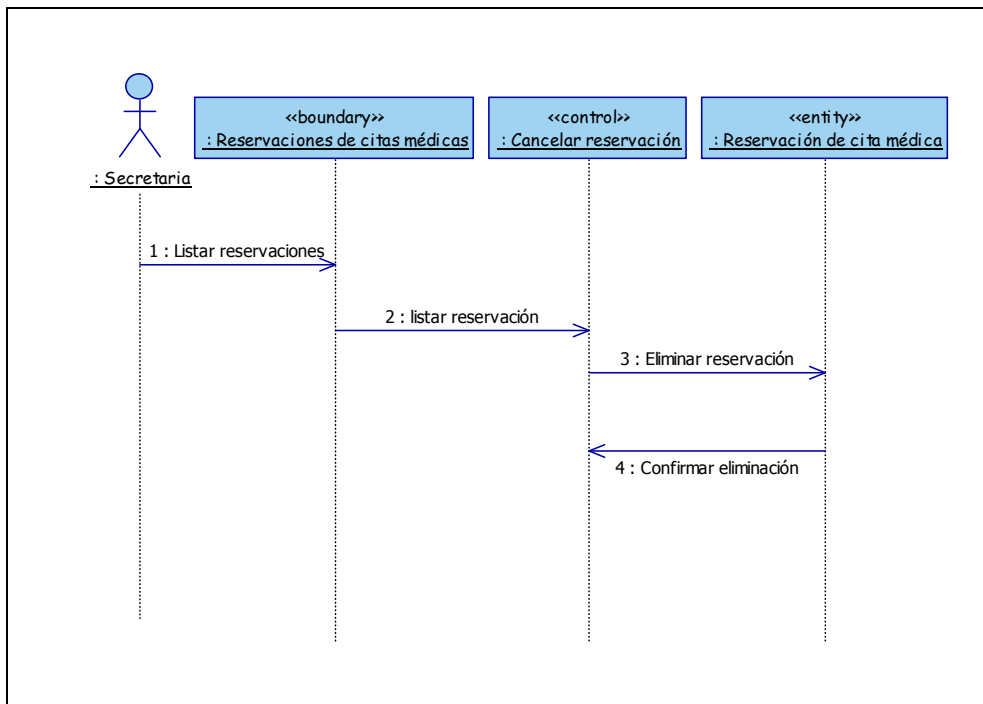 «boundary»
: Reservaciones de citas médicas
«control»
: Cancelar reservación
«entity»
: Reservación de cita médica
: Secretaria
1 : Listar reservaciones
2 : listar reservación
3 : Eliminar reservación
4 : Confirmar eliminación